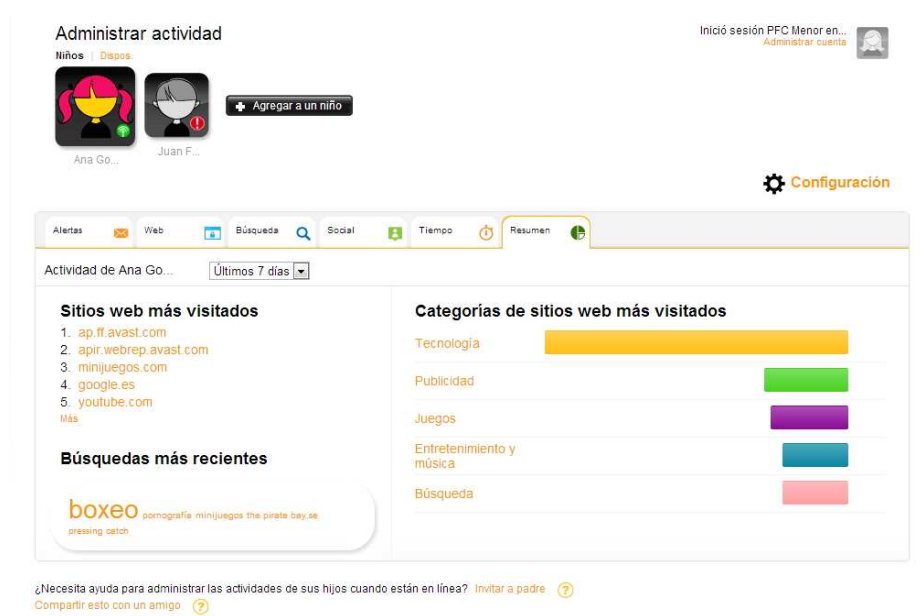 Administrar actividad
Inició sesión PFC Menor en...
Administrar cuenta
Niños | Dispos.
Agregar a un niño
Ana Go...
Juan F...
Configuración
Alertas Web Búsqueda Social Tiempo Resumen
Actividad de Ana Go... Últimos 7 días
Sitios web más visitados
1. ap.ff.avast.com
2. apir.webrep.avast.com
3. minijuegos.com
4. google.es
5. youtube.com
Más
Búsquedas más recientes
boxeo pornografía minijuegos the pirate bay.se
pressing catch
Categorías de sitios web más visitados
Tecnología
Publicidad
Juegos
Entretenimiento y
música
Búsqueda
¿Necesita ayuda para administrar las actividades de sus hijos cuando están en línea? Invitar a padre ?
Compartir esto con un amigo ?